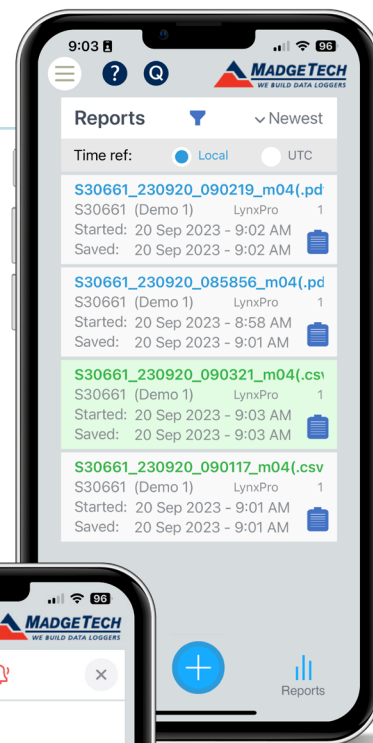 9:03 96
? Q MADGETECH
WE BUILD DATA LOGGERS
Reports Newest
Time ref: Local UTC
S30661_230920_090219_m04(.pd
S30661 (Demo 1) LynxPro 1
Started: 20 Sep 2023 - 9:02 AM
Saved: 20 Sep 2023 - 9:02 AM
S30661_230920_085856_m04(.pd
S30661 (Demo 1) LynxPro 1
Started: 20 Sep 2023 - 8:58 AM
Saved: 20 Sep 2023 - 9:01 AM
S30661_230920_090321_m04(.csv
S30661 (Demo 1) LynxPro 1
Started: 20 Sep 2023 - 9:03 AM
Saved: 20 Sep 2023 - 9:03 AM
S30661_230920_090117_m04(.csv
S30661 (Demo 1) LynxPro 1
Started: 20 Sep 2023 - 9:01 AM
Saved: 20 Sep 2023 - 9:01 AM
Reports
96
MADGETECH
WE BUILD DATA LOGGERS